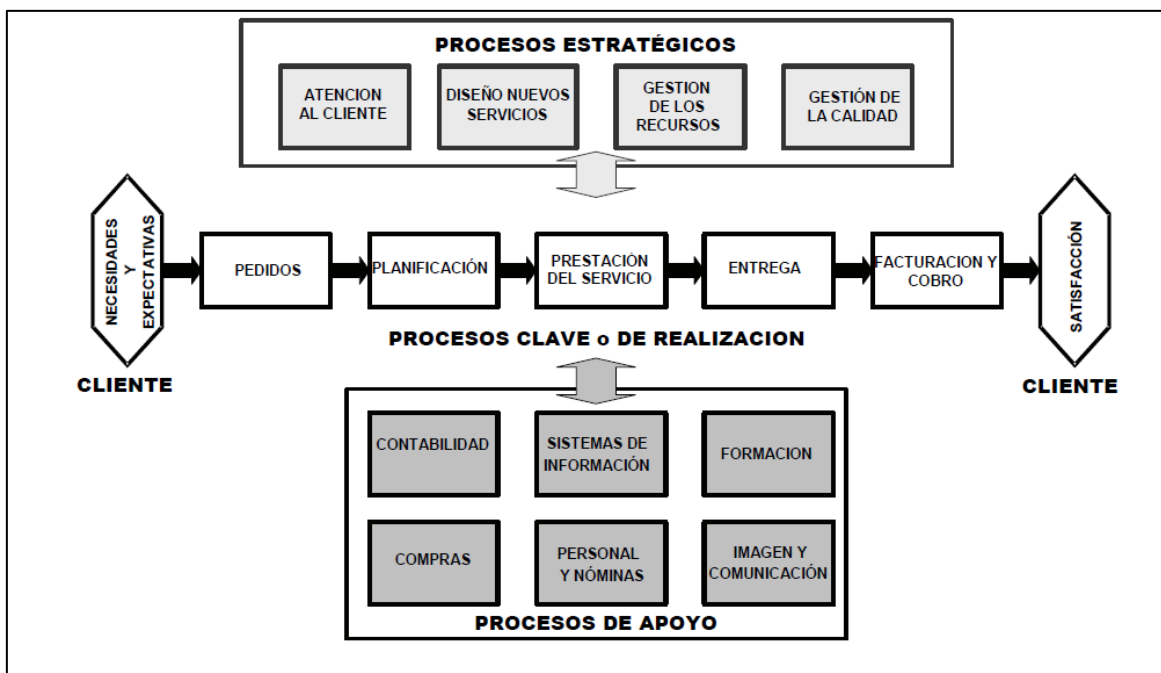 PROCESOS ESTRATÉGICOS
ATENCION
AL CLIENTE
DISEÑO NUEVOS
SERVICIOS
GESTION
DE LOS
RECURSOS
GESTIÓN DE
LA CALIDAD
NECESIDADES
Y
EXPECTATIVAS
CLIENTE
PEDIDOS
PLANIFICACIÓN
PRESTACIÓN
DEL SERVICIO
ENTREGA
FACTURACION Y
COBRO
SATISFACCIÓN
CLIENTE
PROCESOS CLAVE o DE REALIZACION
CONTABILIDAD
SISTEMAS DE
INFORMACIÓN
FORMACION
COMPRAS
PERSONAL
Y NÓMINAS
IMAGEN Y
COMUNICACIÓN
PROCESOS DE APOYO